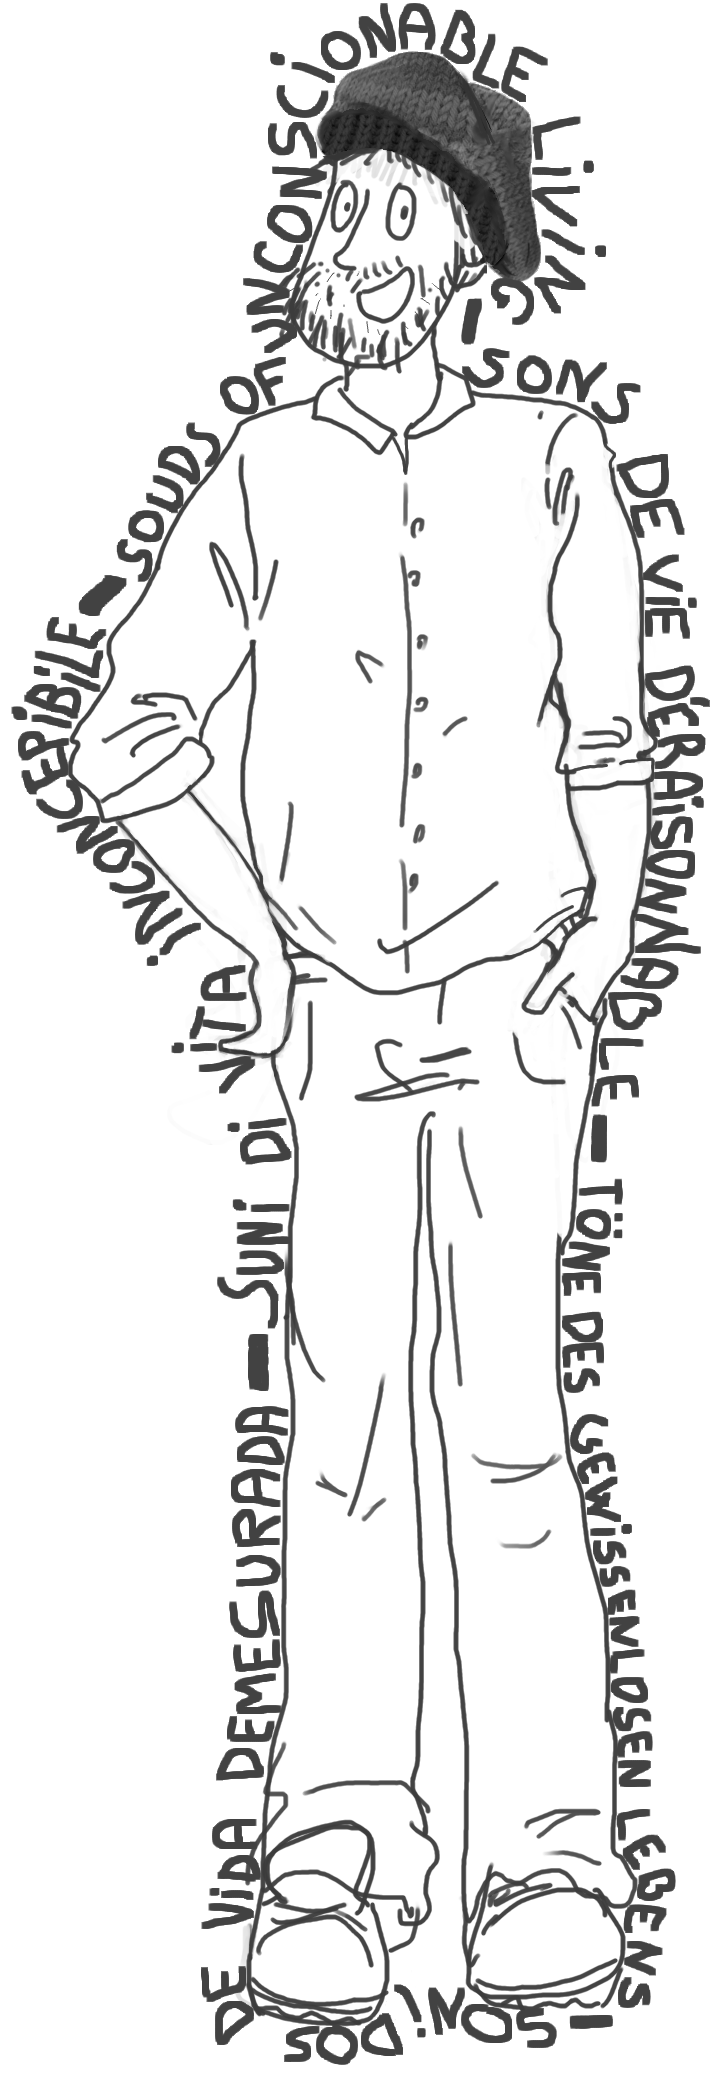 SOUDS OF UNCONSCIONABLE LiViNG –
SONS DE ViE DÉRAiSONNABLE –
TÖNE DES GEWiSSENLOSEN LEBENS –
SONiDOS DE ViDA DEMESURADA –
SUNi Di ViTA iNCONCEPiBiLE –